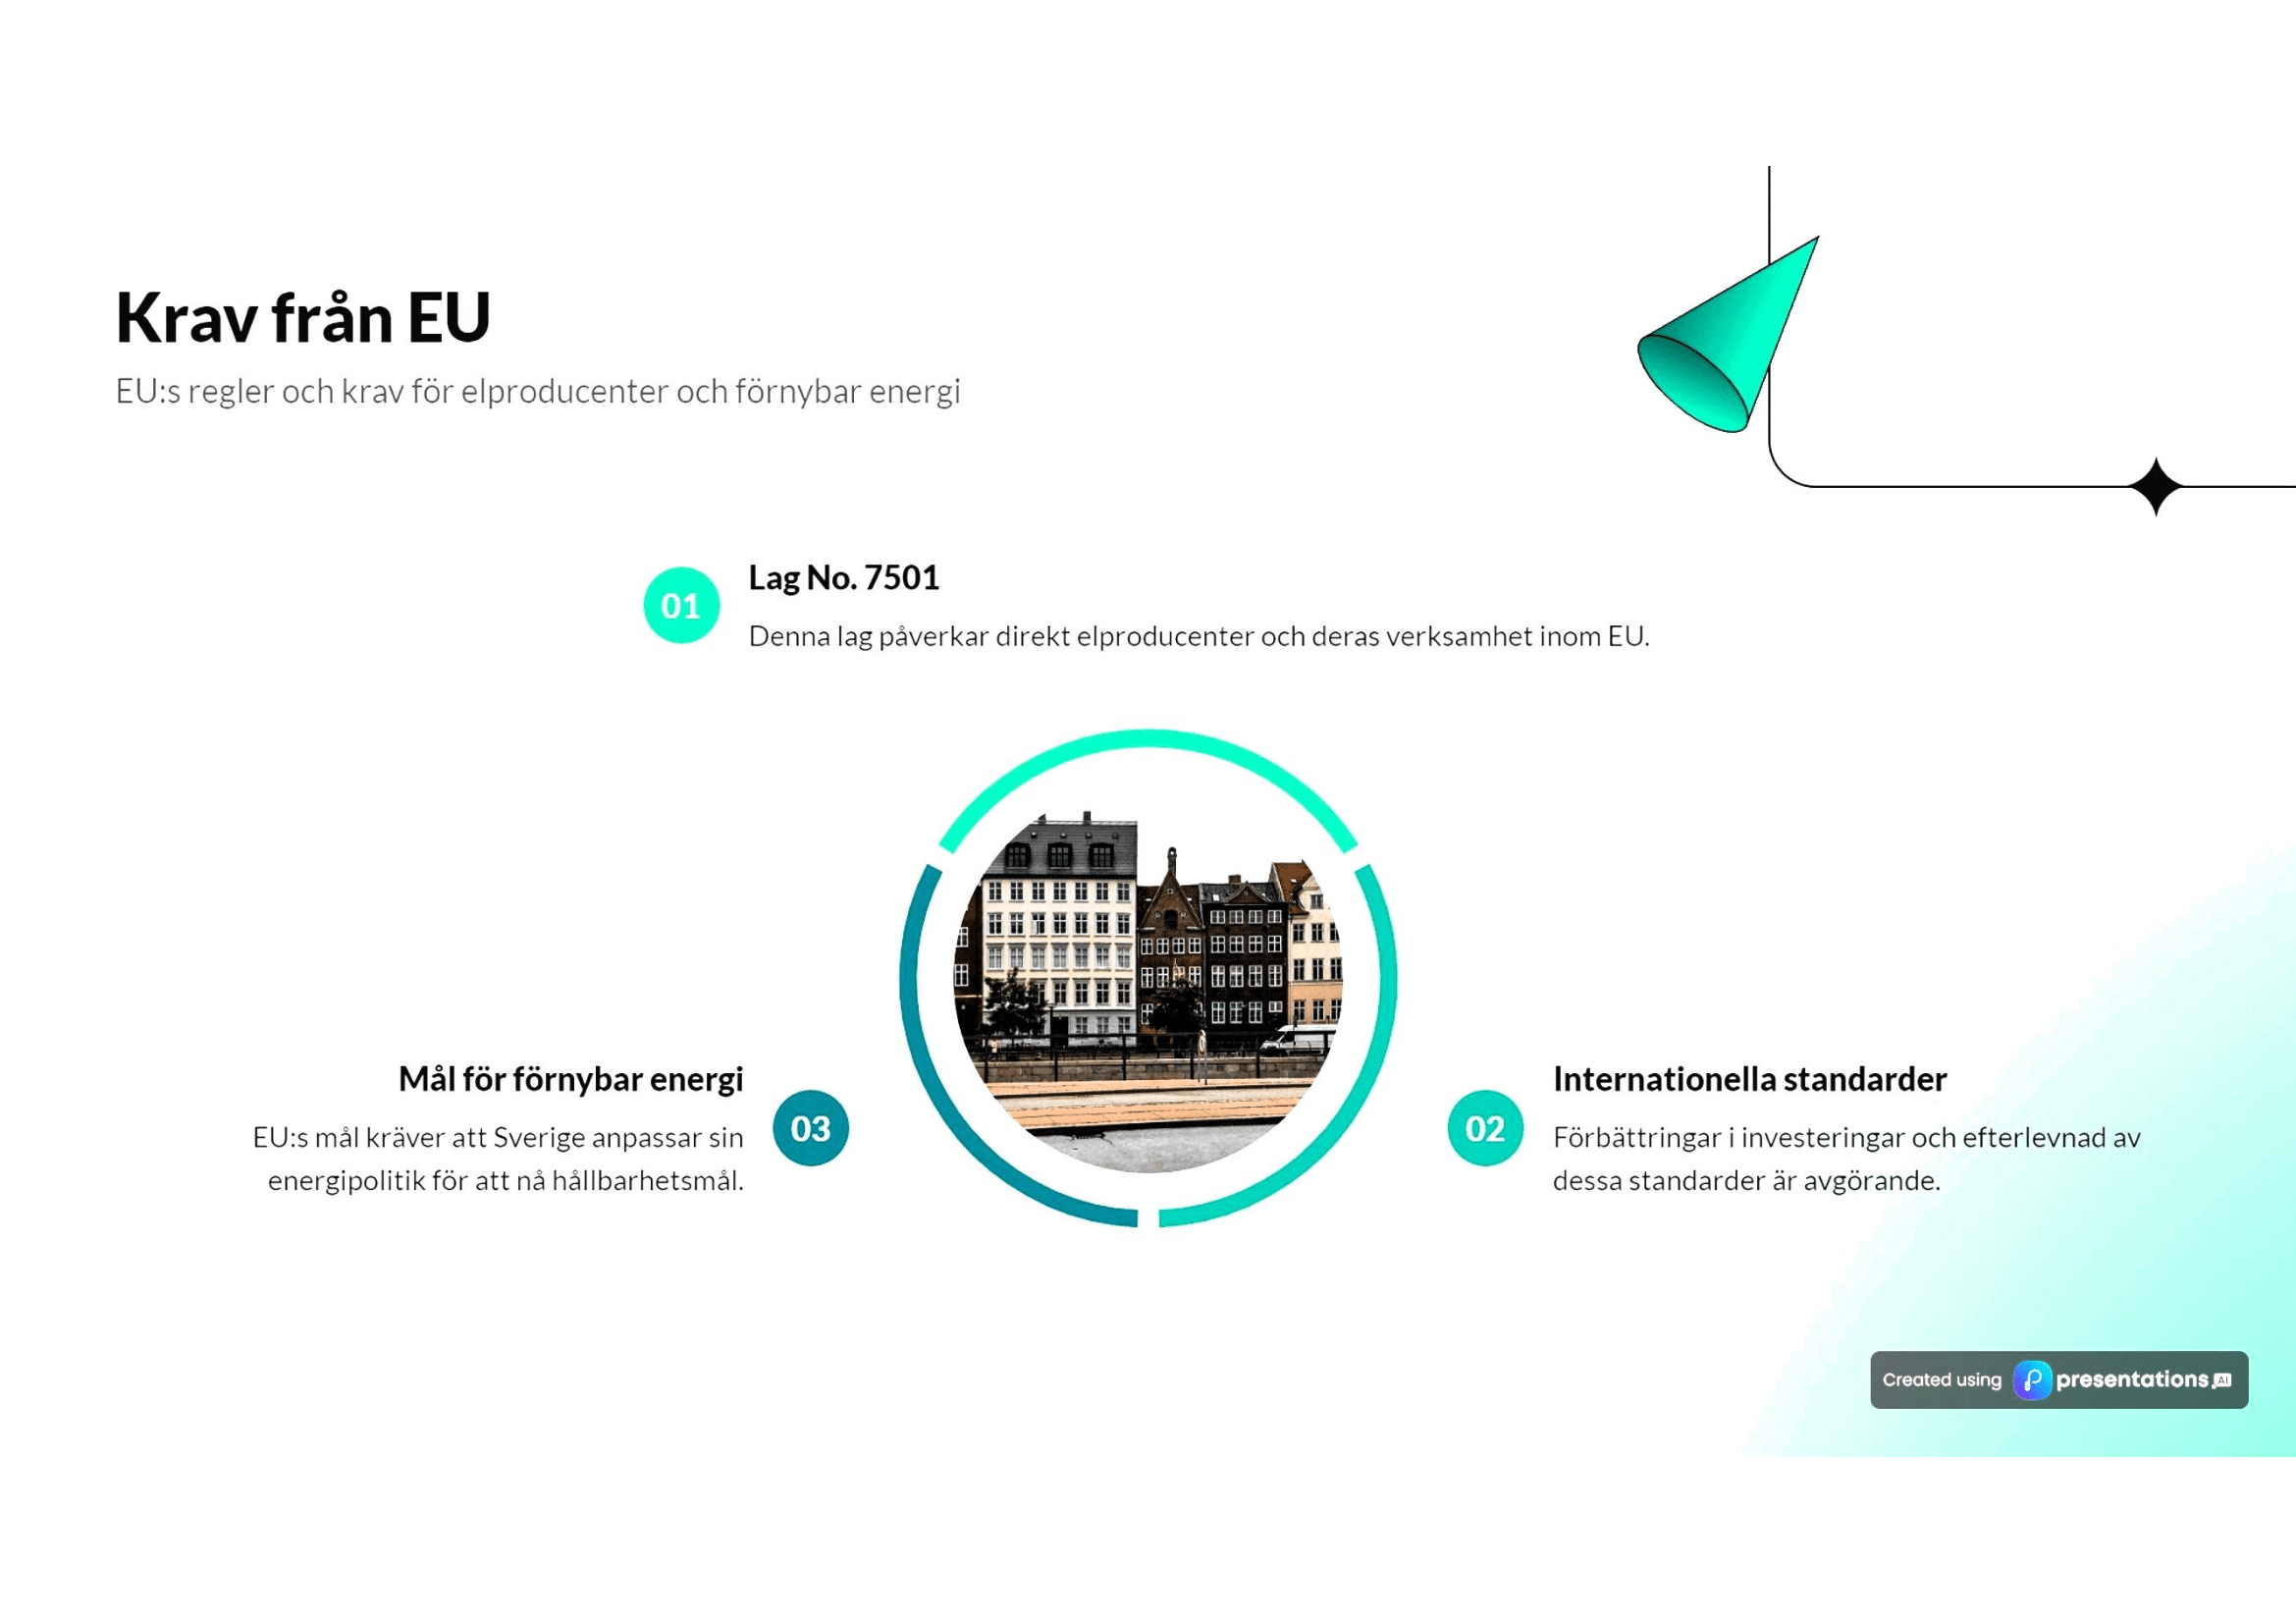 Krav från EU
EU:s regler och krav för elproducenter och förnybar energi
01
Lag No. 7501
Denna lag påverkar direkt elproducenter och deras verksamhet inom EU.
Mål för förnybar energi
EU:s mål kräver att Sverige anpassar sin
energipolitik för att nå hållbarhetsmål.
03
02
Internationella standarder
Förbättringar i investeringar och efterlevnad av
dessa standarder är avgörande.
Created using presentations.AI